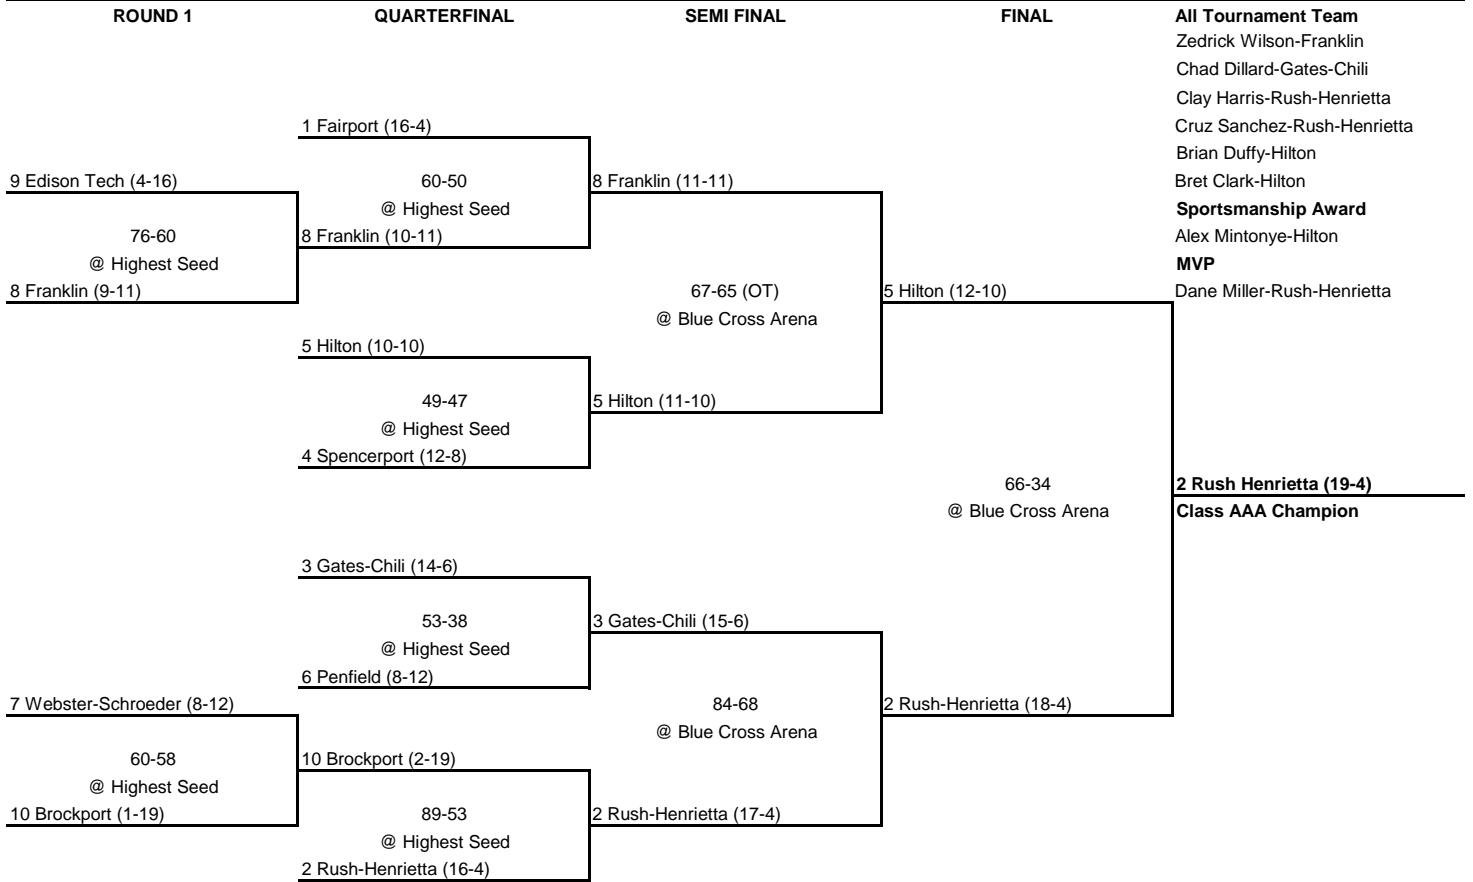 ROUND 1
QUARTERFINAL
SEMI FINAL
FINAL
All Tournament Team
Zedrick Wilson-Franklin
Chad Dillard-Gates-Chili
Clay Harris-Rush-Henrietta
1 Fairport (16-4)
Cruz Sanchez-Rush-Henrietta
Brian Duffy-Hilton
9 Edison Tech (4-16)
60-50
8 Franklin (11-11)
Bret Clark-Hilton
@ Highest Seed
Sportsmanship Award
76-60
8 Franklin (10-11)
Alex Mintonye-Hilton
@ Highest Seed
MVP
8 Franklin (9-11)
67-65 (OT)
5 Hilton (12-10)
Dane Miller-Rush-Henrietta
@ Blue Cross Arena
5 Hilton (10-10)
49-47
5 Hilton (11-10)
@ Highest Seed
4 Spencerport (12-8)
66-34
2 Rush Henrietta (19-4)
@ Blue Cross Arena
Class AAA Champion
3 Gates-Chili (14-6)
53-38
3 Gates-Chili (15-6)
@ Highest Seed
6 Penfield (8-12)
7 Webster-Schroeder (8-12)
84-68
2 Rush-Henrietta (18-4)
@ Blue Cross Arena
60-58
10 Brockport (2-19)
@ Highest Seed
10 Brockport (1-19)
89-53
2 Rush-Henrietta (17-4)
@ Highest Seed
2 Rush-Henrietta (16-4)